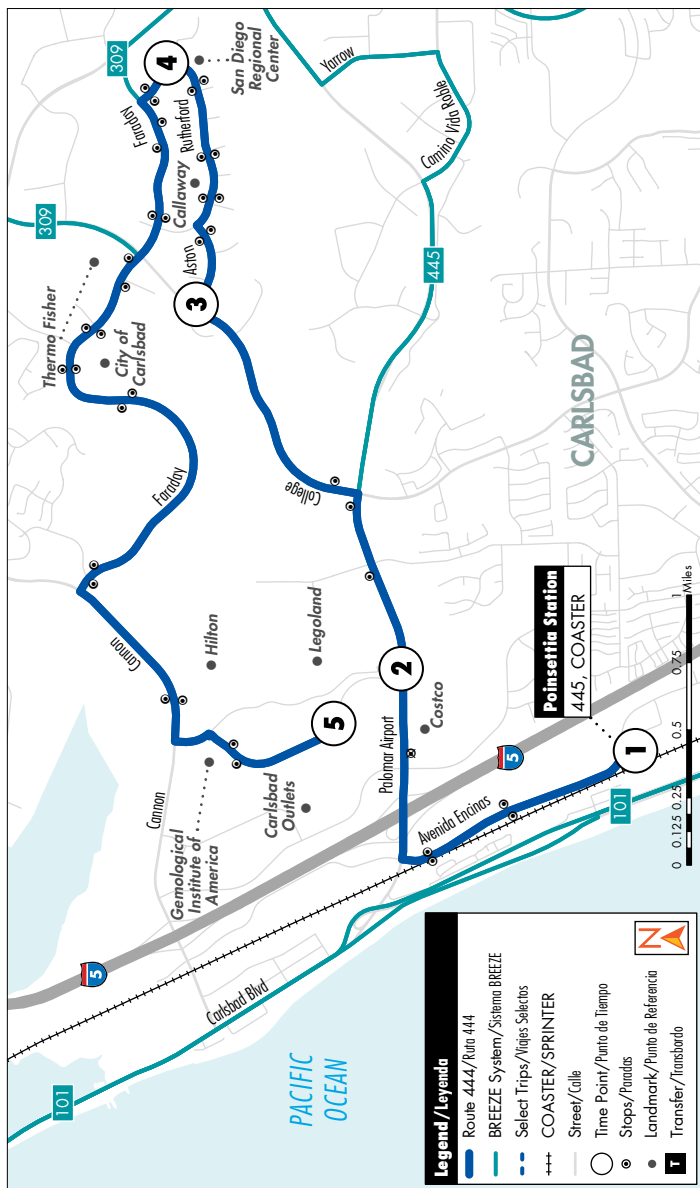 309
309
Faraday
4
San Diego
Regional
Center
Rutherford
Callaway
Yarrow
Camino Vida Roble
Thermo Fisher
City of
Carlsbad
Aston
3
445
Faraday
College
CARLSBAD
Cannon
Hilton
Legoland
2
Costco
Palomar Airport
5
Poinsettia Station
445, COASTER
1
5
Avenida Encinas
101
Cannon
Gemological
Institute of
America
Carlsbad
Outlets
5
Carlsbad Blvd
101
PACIFIC
OCEAN
0 0.125 0.25 0.5 0.75 1
Miles
Legend/Leyenda
Route 444/Ruta 444
BREEZE System/Sistema BREEZE
Select Trips/Viajes Selectos
COASTER/SPRINTER
Street/Calle
Time Point/Punto de Tiempo
Stops/Paradas
Landmark/Punto de Referencia
T Transfer/Transbordo
N